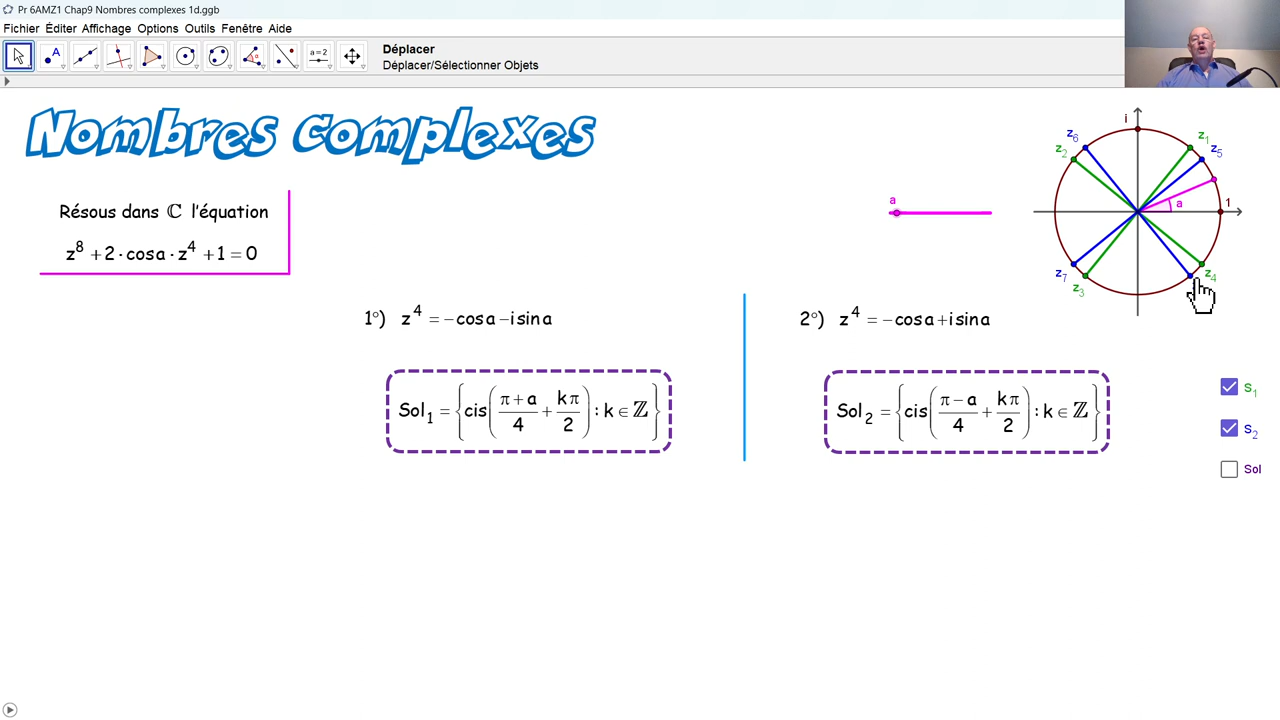 Pr 6AMZ1 Chap9 Nombres complexes 1d.ggb
Fichier Éditer Affichage Options Outils Fenêtre Aide
A
a=2
Déplacer
Déplacer/Sélectionner Objets
Nombres complexes
Résous dans ℂ l'équation
z⁸ + 2 · cos a · z⁴ + 1 = 0
a
i
z₆
z₂
z₁
z₅
a
1
z₇
z₃
z₄
1°) z⁴ = − cos a − i sin a
2°) z⁴ = − cos a + i sin a
Sol₁ = { cis( (π + a)/4 + kπ/2 ) : k ∈ ℤ }
Sol₂ = { cis( (π − a)/4 + kπ/2 ) : k ∈ ℤ }
s₁
s₂
Sol